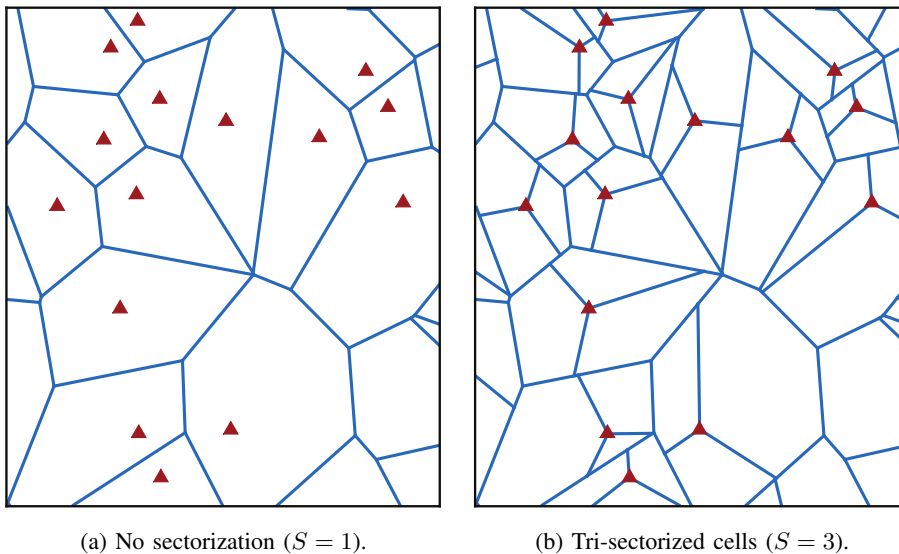 (a) No sectorization (S = 1).
(b) Tri-sectorized cells (S = 3).